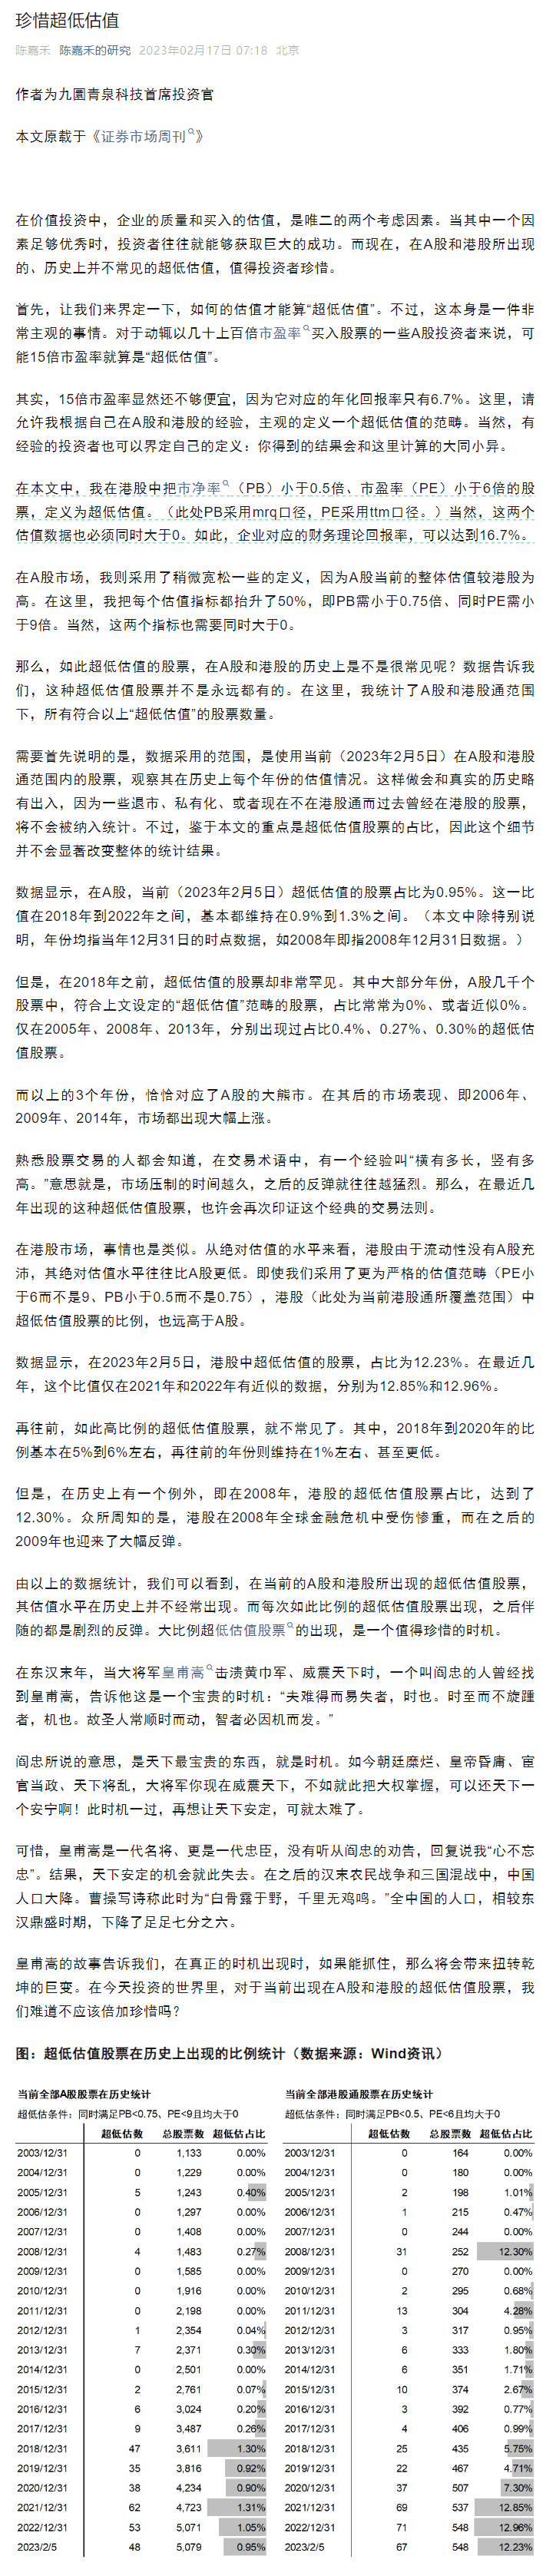 珍惜超低估值
陈嘉禾 陈嘉禾的研究 2023年02月17日 07:18 北京
作者为九圜青泉科技首席投资官
本文原载于《证券市场周刊》
在价值投资中，企业的质量和买入的估值，是唯二的两个考虑因素。当其中一个因
素足够优秀时，投资者往往就能够获取巨大的成功。而现在，在A股和港股所出现
的、历史上并不常见的超低估值，值得投资者珍惜。
首先，让我们来界定一下，如何的估值才能算“超低估值”。不过，这本身是一件非
常主观的事情。对于动辄以几十上百倍市盈率买入股票的一些A股投资者来说，可
能15倍市盈率就算是“超低估值”。
其实，15倍市盈率显然还不够便宜，因为它对应的年化回报率只有6.7%。这里，请
允许我根据自己在A股和港股的经验，主观的定义一个超低估值的范畴。当然，有
经验的投资者也可以界定自己的定义：你得到的结果会和这里计算的大同小异。
在本文中，我在港股中把市净率（PB）小于0.5倍、市盈率（PE）小于6倍的股
票，定义为超低估值。（此处PB采用mrq口径，PE采用ttm口径。）当然，这两个
估值数据也必须同时大于0。如此，企业对应的财务理论回报率，可以达到16.7%。
在A股市场，我则采用了稍微宽松一些的定义，因为A股当前的整体估值较港股为
高。在这里，我把每个估值指标都抬升了50%，即PB需小于0.75倍、同时PE需小
于9倍。当然，这两个指标也需要同时大于0。
那么，如此超低估值的股票，在A股和港股的历史上是不是很常见呢？数据告诉我
们，这种超低估值股票并不是永远都有的。在这里，我统计了A股和港股通范围
下，所有符合以上“超低估值”的股票数量。
需要首先说明的是，数据采用的范围，是使用当前（2023年2月5日）在A股和港股
通范围内的股票，观察其在历史上每个年份的估值情况。这样做会和真实的历史略
有出入，因为一些退市、私有化、或者现在不在港股通而过去曾经在港股的股票，
将不会被纳入统计。不过，鉴于本文的重点是超低估值股票的占比，因此这个细节
并不会显著改变整体的统计结果。
数据显示，在A股，当前（2023年2月5日）超低估值的股票占比为0.95%。这一比
值在2018年到2022年之间，基本都维持在0.9%到1.3%之间。（本文中除特别说
明，年份均指当年12月31日的时点数据，如2008年即指2008年12月31日数据。）
但是，在2018年之前，超低估值的股票却非常罕见。其中大部分年份，A股几千个
股票中，符合上文设定的“超低估值”范畴的股票，占比常常为0%、或者近似0%。
仅在2005年、2008年、2013年，分别出现过占比0.4%、0.27%、0.30%的超低估
值股票。
而以上的3个年份，恰恰对应了A股的大熊市。在其后的市场表现、即2006年、
2009年、2014年，市场都出现大幅上涨。
熟悉股票交易的人都会知道，在交易术语中，有一个经验叫“横有多长，竖有多
高。”意思就是，市场压制的时间越久，之后的反弹就往往越猛烈。那么，在最近几
年出现的这种超低估值股票，也许会再次印证这个经典的交易法则。
在港股市场，事情也是类似。从绝对估值的水平来看，港股由于流动性没有A股充
沛，其绝对估值水平往往比A股更低。即使我们采用了更为严格的估值范畴（PE小
于6而不是9、PB小于0.5而不是0.75），港股（此处为当前港股通所覆盖范围）中
超低估值股票的比例，也远高于A股。
数据显示，在2023年2月5日，港股中超低估值的股票，占比为12.23%。在最近几
年，这个比值仅在2021年和2022年有近似的数据，分别为12.85%和12.96%。
再往前，如此高比例的超低估值股票，就不常见了。其中，2018年到2020年的比
例基本在5%到6%左右，再往前的年份则维持在1%左右、甚至更低。
但是，在历史上有一个例外，即在2008年，港股的超低估值股票占比，达到了
12.30%。众所周知的是，港股在2008年全球金融危机中受伤惨重，而在之后的
2009年也迎来了大幅反弹。
由以上的数据统计，我们可以看到，在当前的A股和港股所出现的超低估值股票，
其估值水平在历史上并不经常出现。而每次如此比例的超低估值股票出现，之后伴
随的都是剧烈的反弹。大比例超低估值股票的出现，是一个值得珍惜的时机。
在东汉末年，当大将军皇甫嵩击溃黄巾军、威震天下时，一个叫阎忠的人曾经找
到皇甫嵩，告诉他这是一个宝贵的时机：“夫难得而易失者，时也。时至而不旋踵
者，机也。故圣人常顺时而动，智者必因机而发。”
阎忠所说的意思，是天下最宝贵的东西，就是时机。如今朝廷糜烂、皇帝昏庸、宦
官当政、天下将乱，大将军你现在威震天下，不如就此把大权掌握，可以还天下一
个安宁啊！此时机一过，再想让天下安定，可就太难了。
可惜，皇甫嵩是一代名将、更是一代忠臣，没有听从阎忠的劝告，回复说我“心不忘
忠”。结果，天下安定的机会就此失去。在之后的汉末农民战争和三国混战中，中国
人口大降。曹操写诗称此时为“白骨露于野，千里无鸡鸣。”全中国的人口，相较东
汉鼎盛时期，下降了足足七分之六。
皇甫嵩的故事告诉我们，在真正的时机出现时，如果能抓住，那么将会带来扭转乾
坤的巨变。在今天投资的世界里，对于当前出现在A股和港股的超低估值股票，我
们难道不应该倍加珍惜吗？
图：超低估值股票在历史上出现的比例统计（数据来源：Wind资讯）
当前全部A股股票在历史统计 当前全部港股通股票在历史统计
超低估条件：同时满足PB<0.75、PE<9且均大于0 超低估条件：同时满足PB<0.5、PE<6且均大于0
超低估数 总股票数 超低估占比 超低估数 总股票数 超低估占比
2003/12/31 0 1,133 0.00% 2003/12/31 0 164 0.00%
2004/12/31 0 1,229 0.00% 2004/12/31 0 180 0.00%
2005/12/31 5 1,243 0.40% 2005/12/31 2 198 1.01%
2006/12/31 0 1,297 0.00% 2006/12/31 1 215 0.47%
2007/12/31 0 1,408 0.00% 2007/12/31 0 244 0.00%
2008/12/31 4 1,483 0.27% 2008/12/31 31 252 12.30%
2009/12/31 0 1,585 0.00% 2009/12/31 0 270 0.00%
2010/12/31 0 1,916 0.00% 2010/12/31 2 295 0.68%
2011/12/31 0 2,198 0.00% 2011/12/31 13 304 4.28%
2012/12/31 1 2,354 0.04% 2012/12/31 3 317 0.95%
2013/12/31 7 2,371 0.30% 2013/12/31 6 333 1.80%
2014/12/31 0 2,501 0.00% 2014/12/31 6 351 1.71%
2015/12/31 2 2,761 0.07% 2015/12/31 10 374 2.67%
2016/12/31 6 3,024 0.20% 2016/12/31 3 392 0.77%
2017/12/31 9 3,487 0.26% 2017/12/31 4 406 0.99%
2018/12/31 47 3,611 1.30% 2018/12/31 25 435 5.75%
2019/12/31 35 3,816 0.92% 2019/12/31 22 467 4.71%
2020/12/31 38 4,234 0.90% 2020/12/31 37 507 7.30%
2021/12/31 62 4,723 1.31% 2021/12/31 69 537 12.85%
2022/12/31 53 5,071 1.05% 2022/12/31 71 548 12.96%
2023/2/5 48 5,079 0.95% 2023/2/5 67 548 12.23%